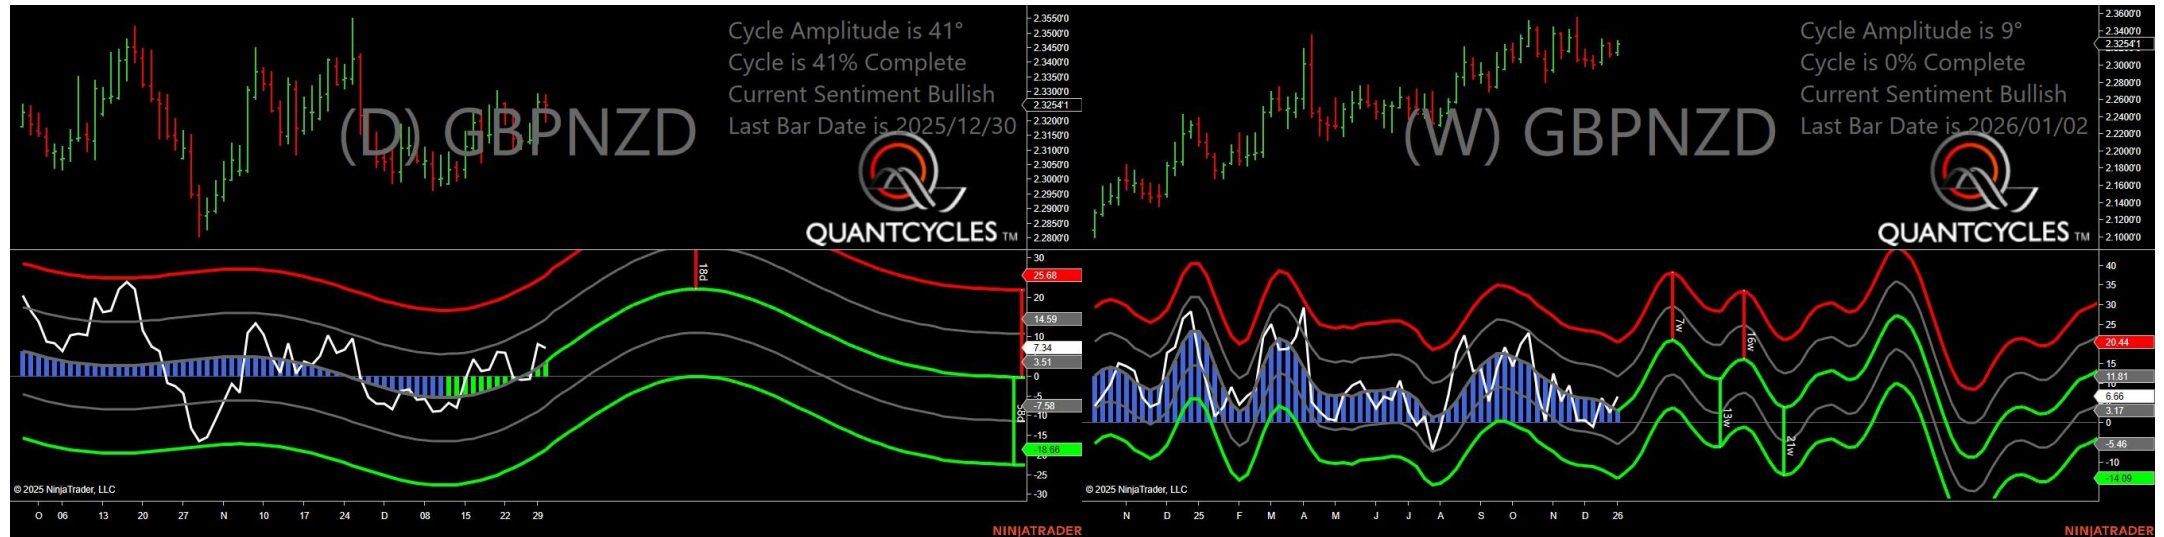 Cycle Amplitude is 41°
Cycle is 41% Complete
Current Sentiment Bullish
Last Bar Date is 2025/12/30
(D) GBPNZD
QUANTCYCLES TM
2.3550'0
2.3500'0
2.3450'0
2.3400'0
2.3350'0
2.3300'0
2.3254'1
2.3200'0
2.3150'0
2.3100'0
2.3050'0
2.3000'0
2.2950'0
2.2900'0
2.2850'0
2.2800'0
18d
30
25.68
20
14.59
10
7.34
3.51
0
-5
-7.58
-10
58d
-15
-18.66
-25
-30
© 2025 NinjaTrader, LLC
O 06 13 20 27 N 10 17 24 D 08 15 22 29
NINJATRADER
Cycle Amplitude is 9°
Cycle is 0% Complete
Current Sentiment Bullish
Last Bar Date is 2026/01/02
(W) GBPNZD
QUANTCYCLES TM
2.3600'0
2.3400'0
2.3254'1
2.3000'0
2.2800'0
2.2600'0
2.2400'0
2.2200'0
2.2000'0
2.1800'0
2.1600'0
2.1400'0
2.1200'0
2.1000'0
7w
16w
13w
21w
40
35
30
25
20.44
15
11.81
6.66
3.17
0
-5.46
-10
-14.09
© 2025 NinjaTrader, LLC
N D 25 F M A M J J A S O N D 26
NINJATRADER